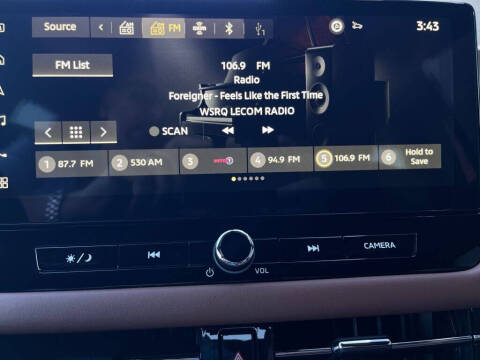 Source FM 1 3:43
FM List
106.9 FM
Radio
Foreigner - Feels Like the First Time
WSRQ LECOM RADIO
SCAN
1 87.7 FM 2 530 AM 3 4 94.9 FM 5 106.9 FM 6 Hold to Save
VOL
CAMERA